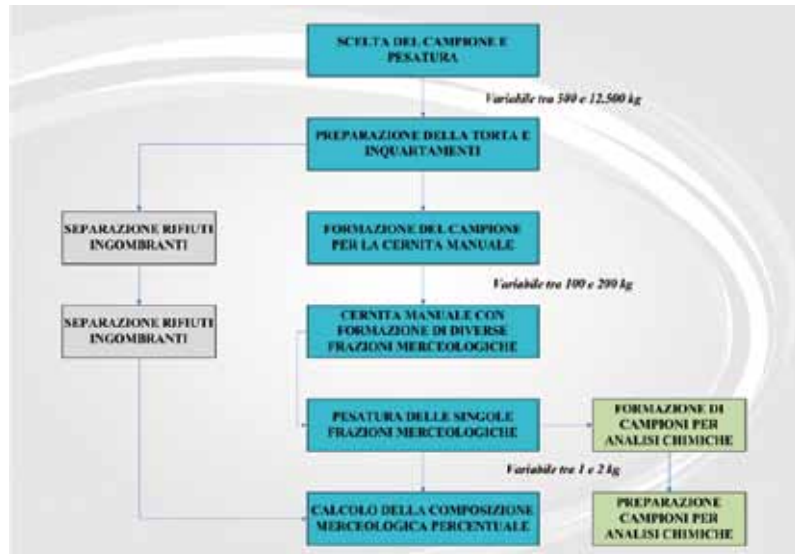 SCELTA DEL CAMPIONE E
PESATURA
Variabile tra 500 e 12.500 kg
PREPARAZIONE DELLA TORTA E
INQUARTAMENTI
SEPARAZIONE RIFIUTI
INGOMBRANTI
FORMAZIONE DEL CAMPIONE
PER LA CERNITA MANUALE
Variabile tra 100 e 200 kg
SEPARAZIONE RIFIUTI
INGOMBRANTI
CERNITA MANUALE CON
FORMAZIONE DI DIVERSE
FRAZIONI MERCEOLOGICHE
PESATURA DELLE SINGOLE
FRAZIONI MERCEOLOGICHE
FORMAZIONE DI
CAMPIONI PER
ANALISI CHIMICHE
Variabile tra 1 e 2 kg
CALCOLO DELLA COMPOSIZIONE
MERCEOLOGICA PERCENTUALE
PREPARAZIONE
CAMPIONI PER
ANALISI CHIMICHE